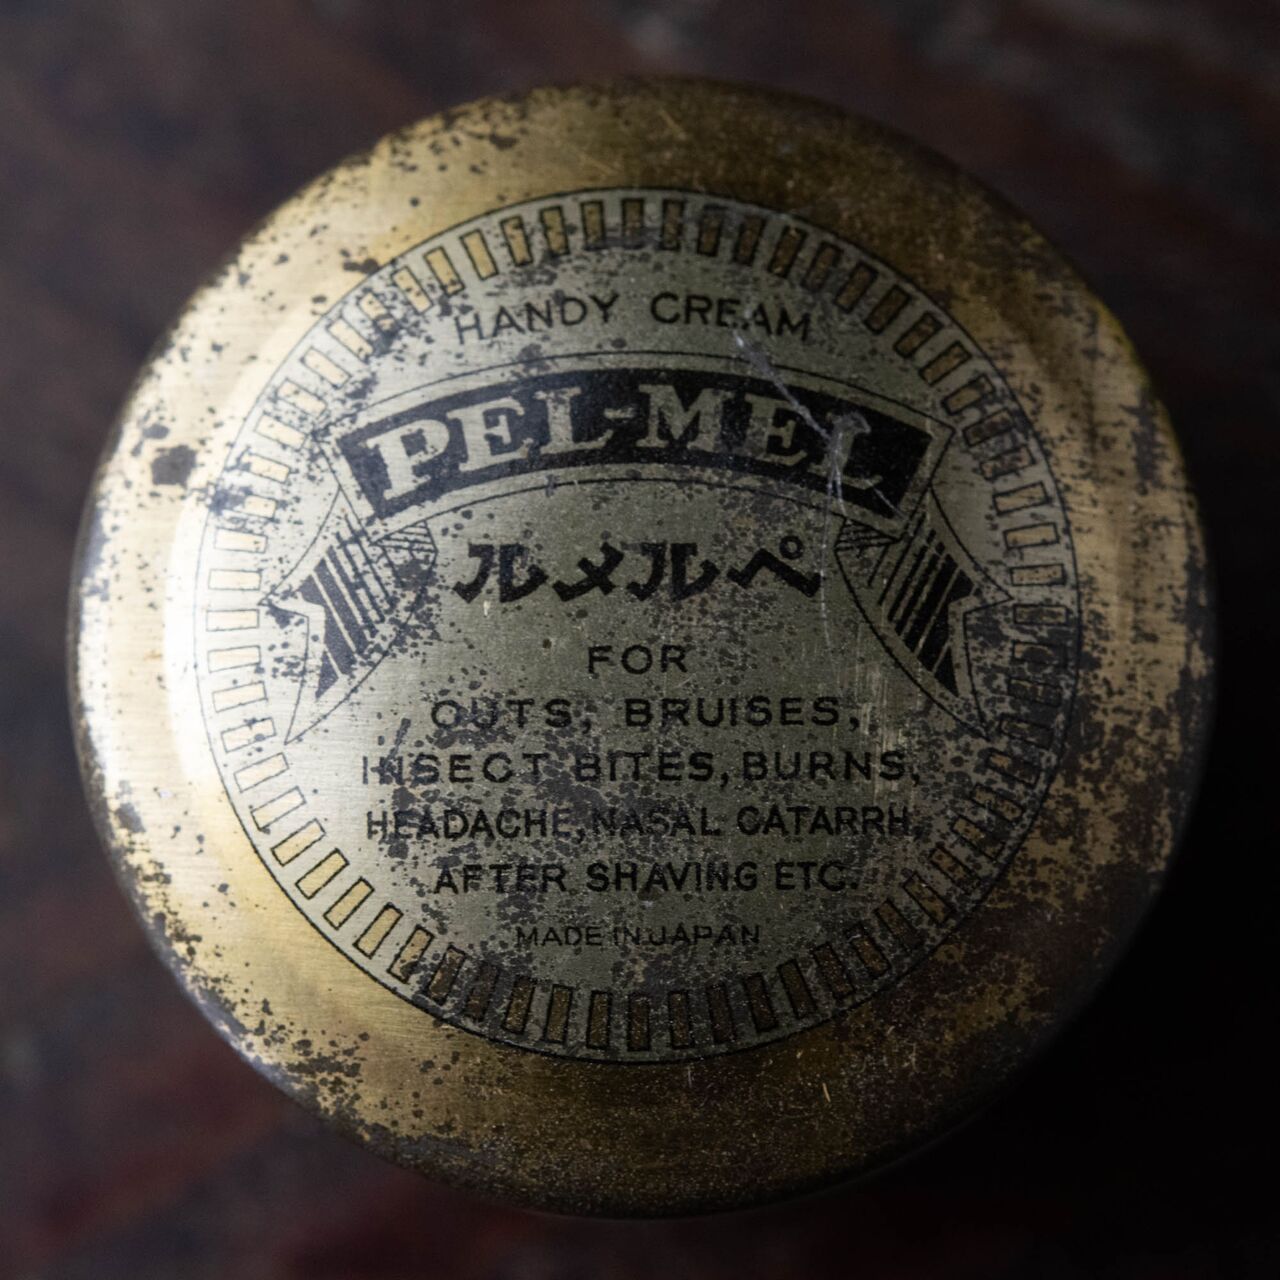 HANDY CREAM
PEL-MEL
ルメルペ
FOR
CUTS, BRUISES,
INSECT BITES, BURNS,
HEADACHE, NASAL CATARRH,
AFTER SHAVING ETC.
MADE IN JAPAN